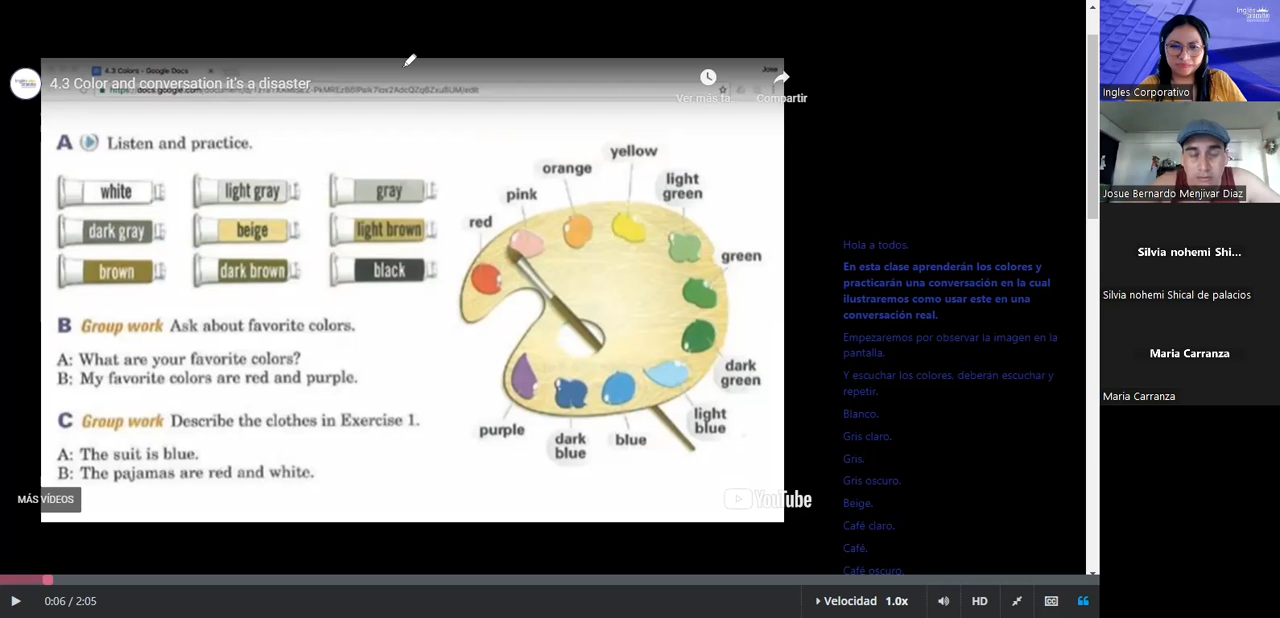 4.3 Colors - Google Docs
4.3 Color and conversation it's a disaster
Jose
Ver más ta...
Compartir
A Listen and practice.
white
light gray
gray
dark gray
beige
light brown
brown
dark brown
black
red
pink
orange
yellow
light
green
green
dark
green
light
blue
blue
dark
blue
purple
B Group work Ask about favorite colors.
A: What are your favorite colors?
B: My favorite colors are red and purple.
C Group work Describe the clothes in Exercise 1.
A: The suit is blue.
B: The pajamas are red and white.
MÁS VÍDEOS
YouTube
Hola a todos.
En esta clase aprenderán los colores y
practicarán una conversación en la cual
ilustraremos como usar este en una
conversación real.
Empezaremos por observar la imagen en la
pantalla.
Y escuchar los colores, deberán escuchar y
repetir.
Blanco.
Gris claro.
Gris.
Gris oscuro.
Beige.
Café claro.
Café.
Café oscuro.
0:06 / 2:05
Velocidad 1.0x
HD
CC
Ingles Corporativo
Josue Bernardo Menjivar Diaz
Silvia nohemi Shi...
Silvia nohemi Shical de palacios
Maria Carranza
Maria Carranza